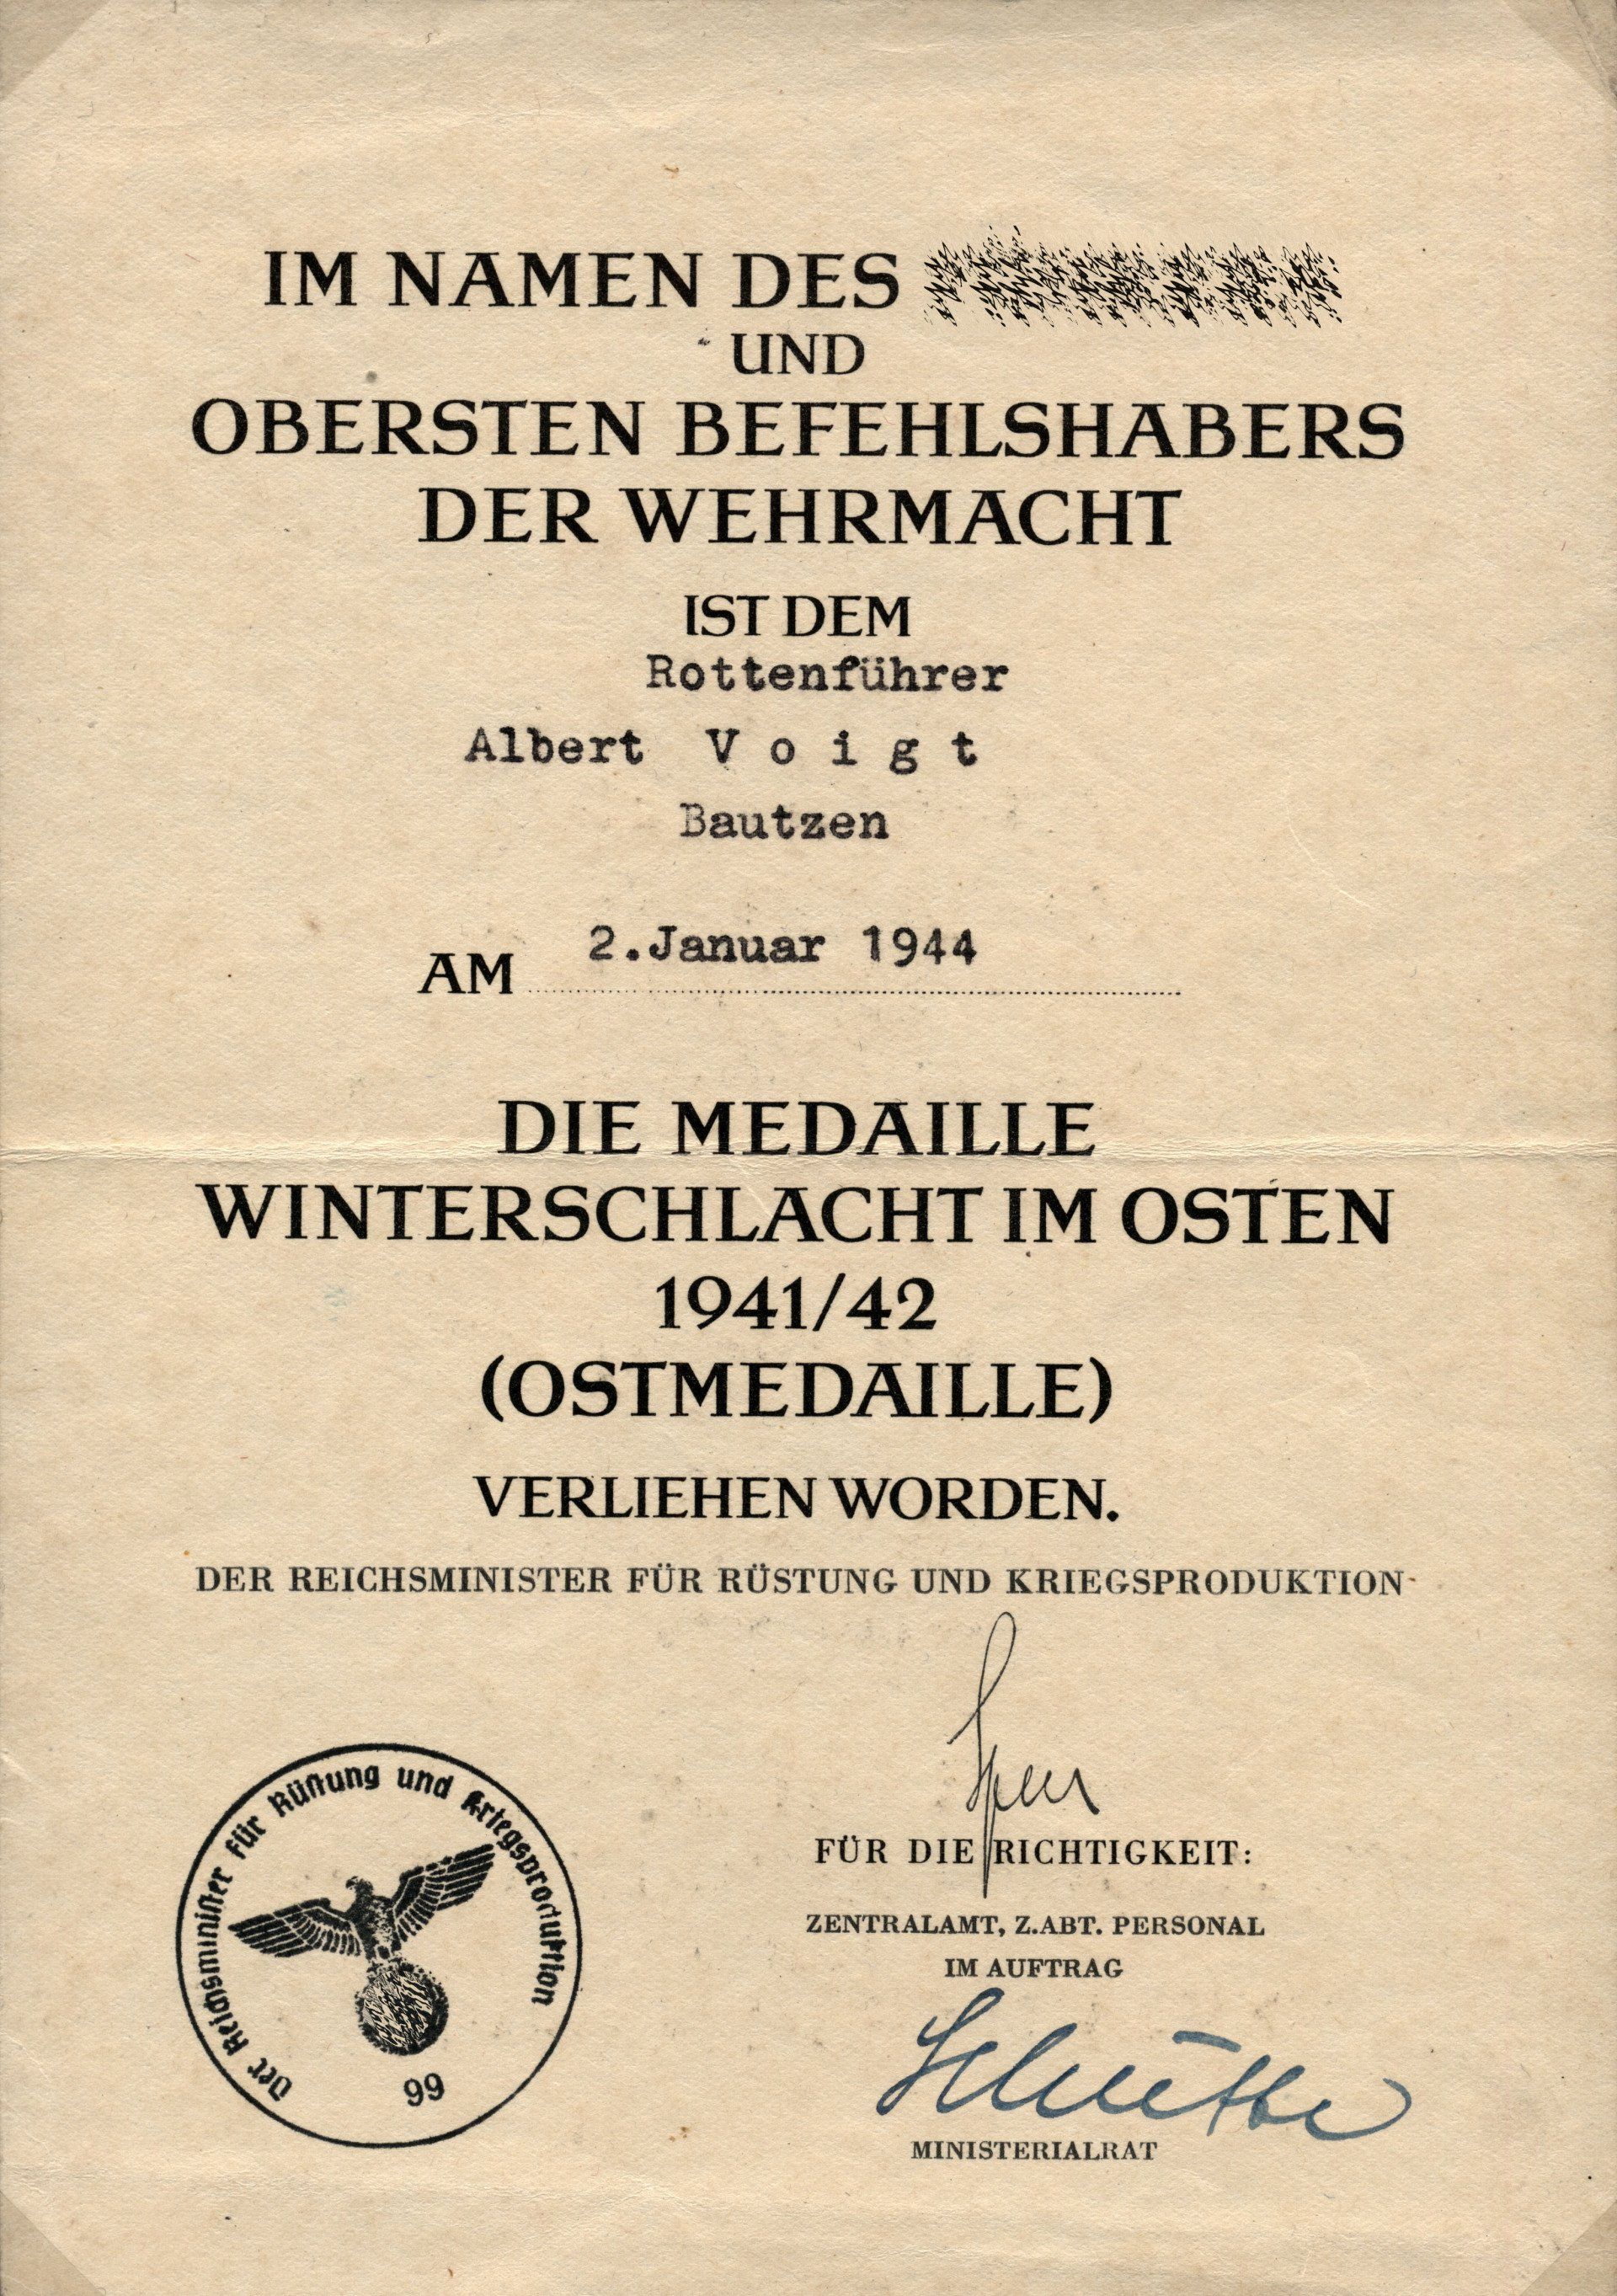 IM NAMEN DES
UND
OBERSTEN BEFEHLSHABERS
DER WEHRMACHT
IST DEM
Rottenführer
Albert V o i g t
Bautzen
AM 2.Januar 1944
DIE MEDAILLE
WINTERSCHLACHT IM OSTEN
1941/42
(OSTMEDAILLE)
VERLIEHEN WORDEN.
DER REICHSMINISTER FÜR RÜSTUNG UND KRIEGSPRODUKTION
Speer
FÜR DIE RICHTIGKEIT:
ZENTRALAMT, Z.ABT. PERSONAL
IM AUFTRAG
MINISTERIALRAT
Der Reichsminister für Rüstung und Kriegsproduktion
99